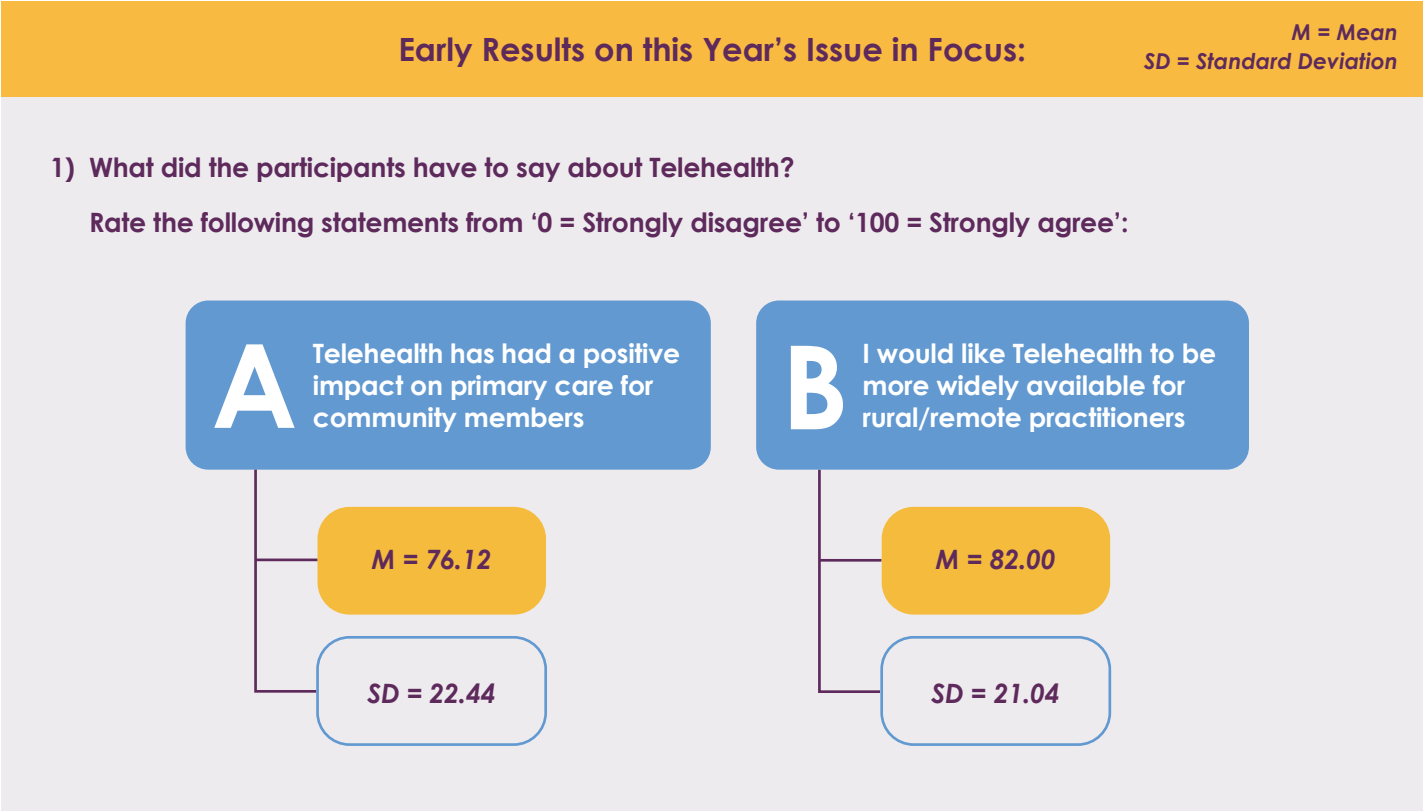 Early Results on this Year’s Issue in Focus:
M = Mean
SD = Standard Deviation
1) What did the participants have to say about Telehealth?
Rate the following statements from ‘0 = Strongly disagree’ to ‘100 = Strongly agree’:
A
Telehealth has had a positive
impact on primary care for
community members
M = 76.12
SD = 22.44
B
I would like Telehealth to be
more widely available for
rural/remote practitioners
M = 82.00
SD = 21.04